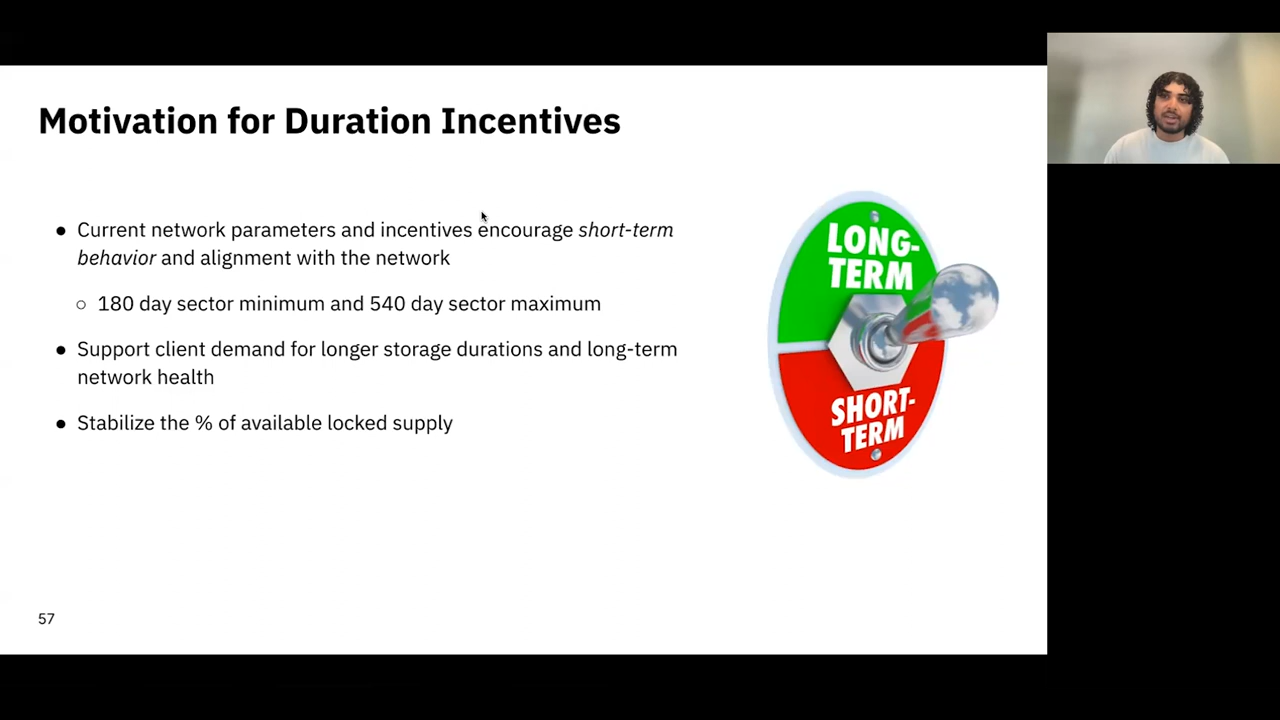 Motivation for Duration Incentives
● Current network parameters and incentives encourage short-term
behavior and alignment with the network
○ 180 day sector minimum and 540 day sector maximum
● Support client demand for longer storage durations and long-term
network health
● Stabilize the % of available locked supply
LONG-
TERM
SHORT-
TERM
57